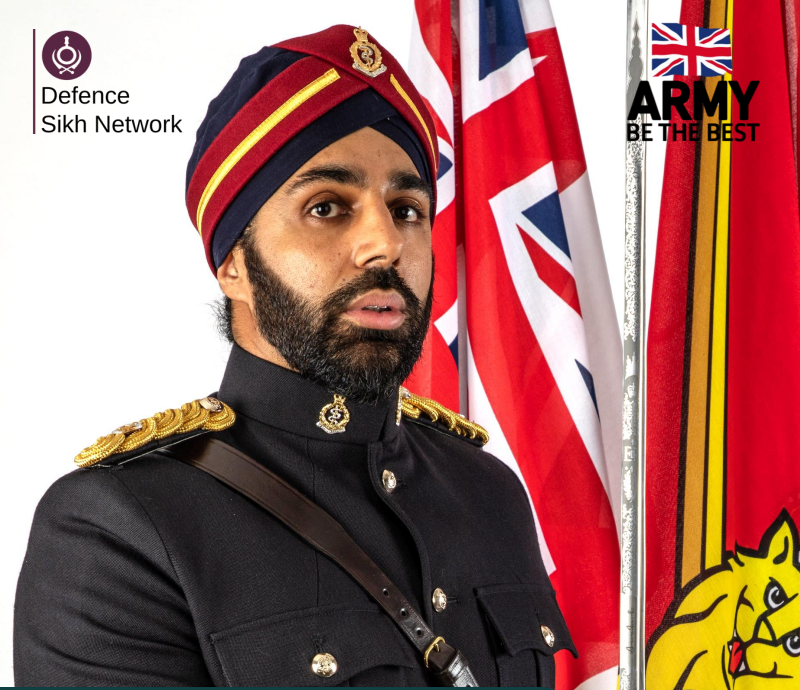 Defence
Sikh Network
ARMY
BE THE BEST